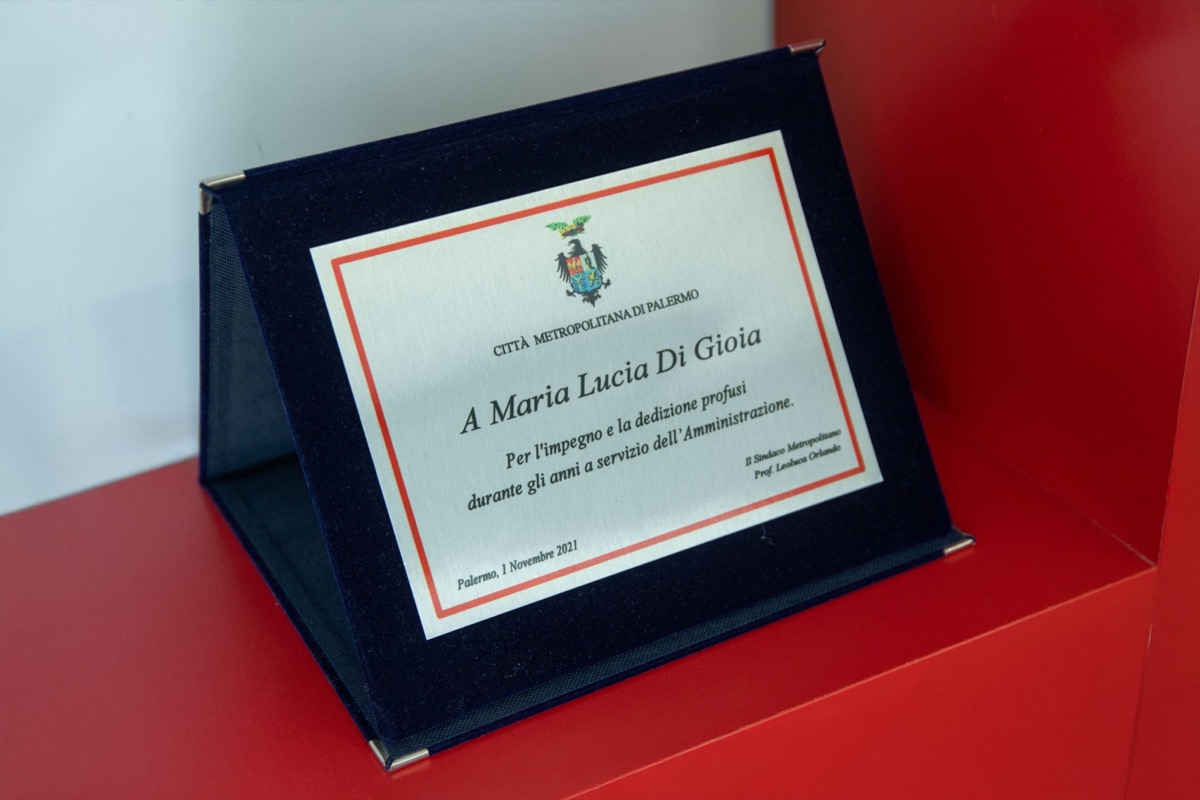 CITTÀ METROPOLITANA DI PALERMO
A Maria Lucia Di Gioia
Per l'impegno e la dedizione profusi
durante gli anni a servizio dell’Amministrazione.
Il Sindaco Metropolitano
Prof. Leoluca Orlando
Palermo, 1 Novembre 2021